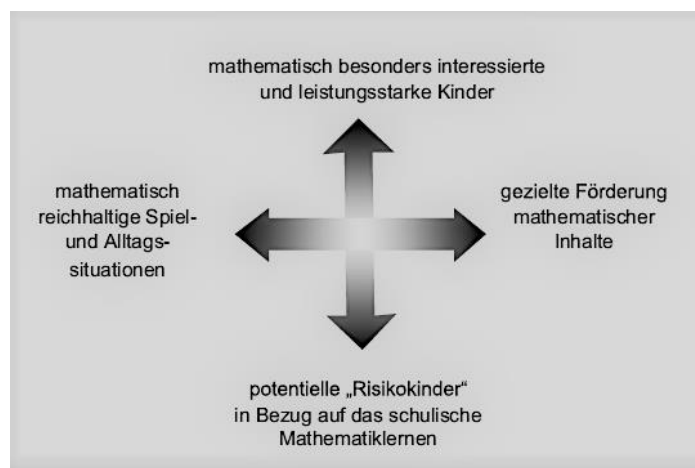 mathematisch besonders interessierte
und leistungsstarke Kinder
mathematisch
reichhaltige Spiel-
und Alltags-
situationen
gezielte Förderung
mathematischer
Inhalte
potentielle „Risikokinder“
in Bezug auf das schulische
Mathematiklernen